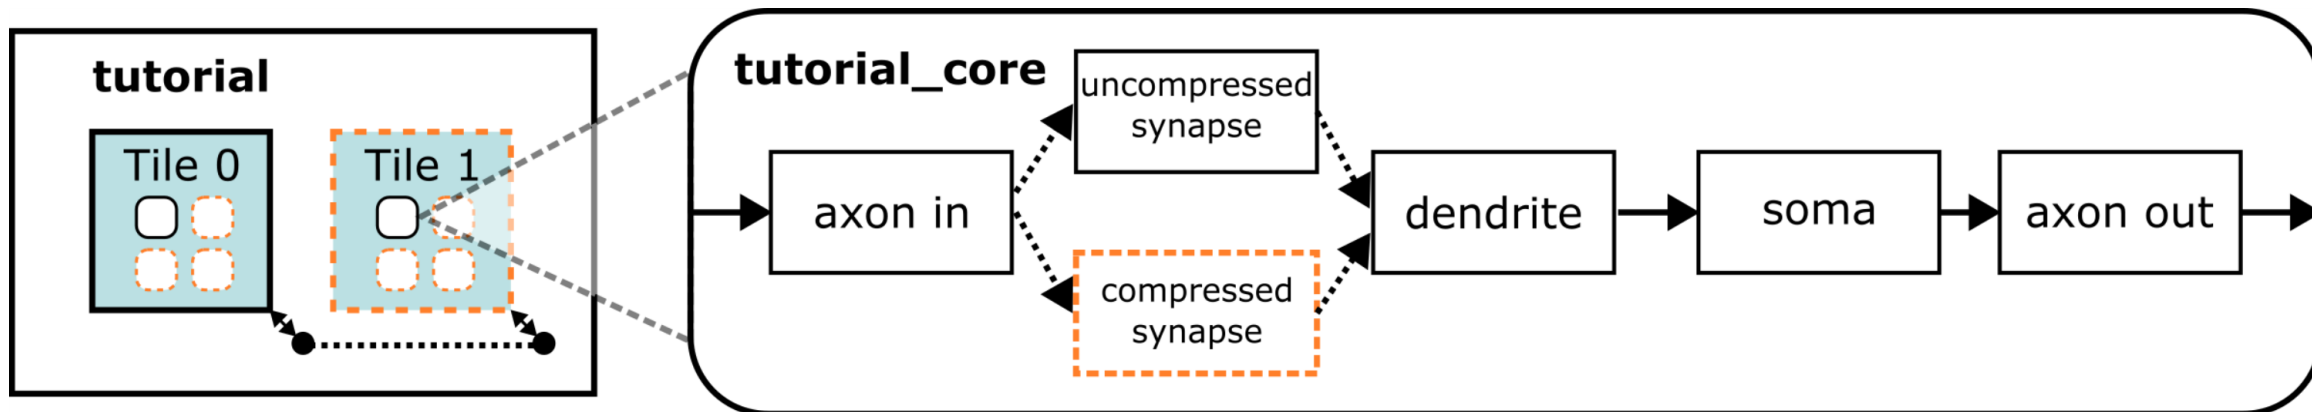 tutorial
Tile 0
Tile 1
tutorial_core
axon in
uncompressed
synapse
compressed
synapse
dendrite
soma
axon out